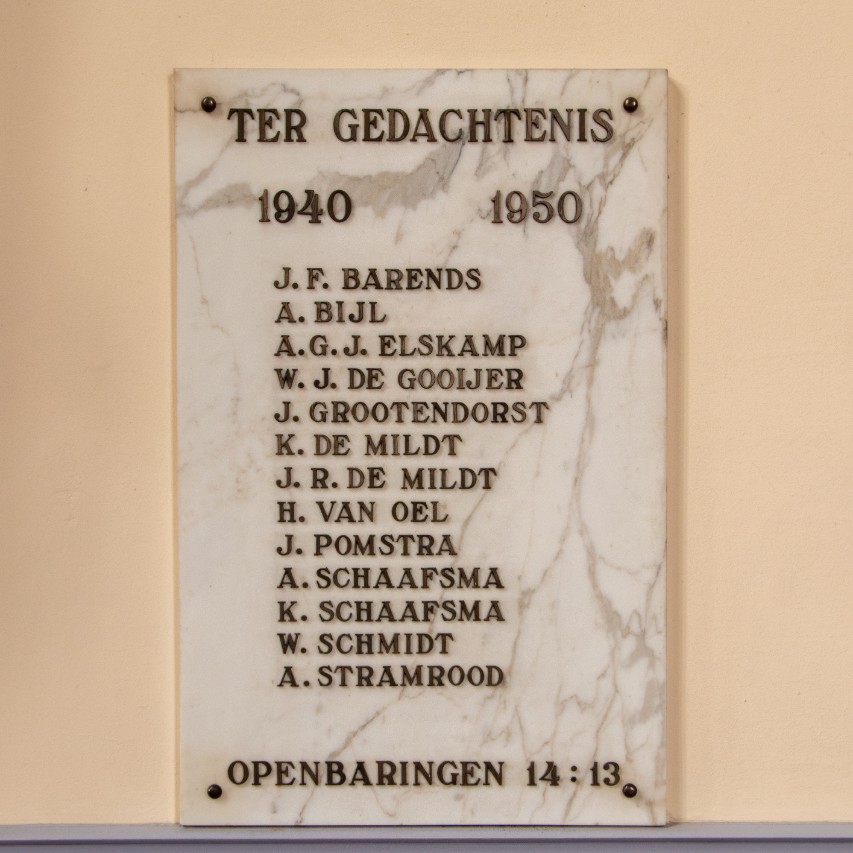 TER GEDACHTENIS
1940 1950
J. F. BARENDS
A. BIJL
A. G. J. ELSKAMP
W. J. DE GOOIJER
J. GROOTENDORST
K. DE MILDT
J. R. DE MILDT
H. VAN OEL
J. POMSTRA
A. SCHAAFSMA
K. SCHAAFSMA
W. SCHMIDT
A. STRAMROOD
OPENBARINGEN 14 : 13